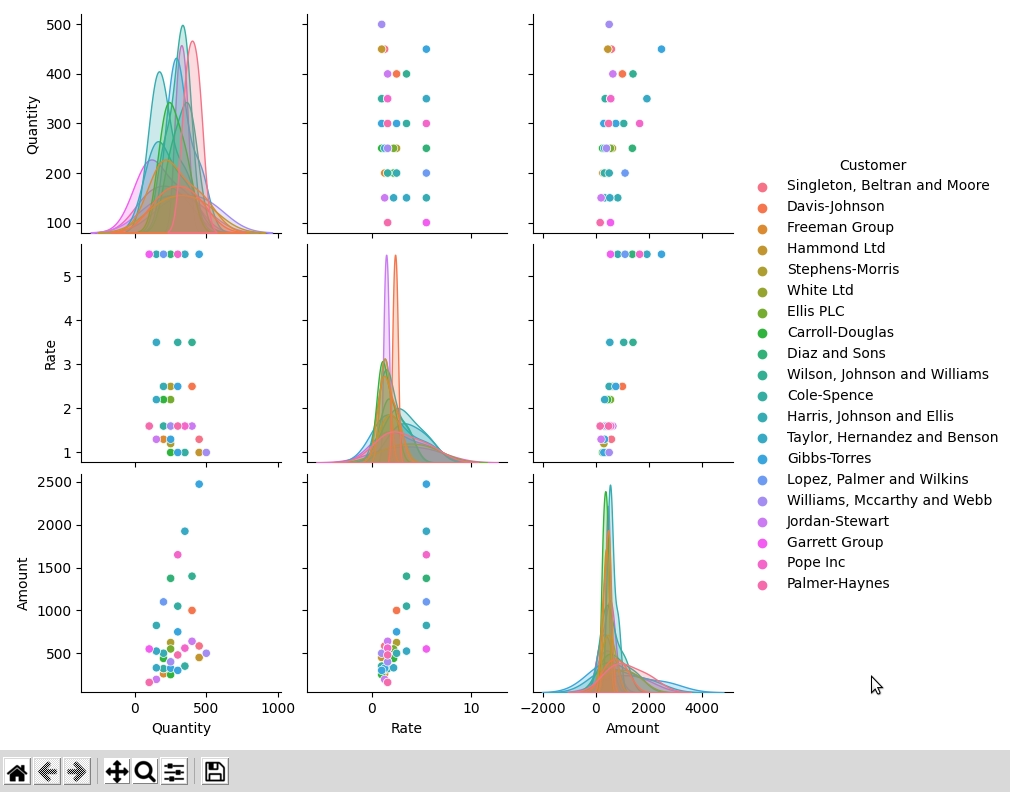 500
400
300
200
100
Quantity
5
4
3
2
1
Rate
2500
2000
1500
1000
500
Amount
0 500 1000
Quantity
0 10
Rate
−2000 0 2000 4000
Amount
Customer
Singleton, Beltran and Moore
Davis-Johnson
Freeman Group
Hammond Ltd
Stephens-Morris
White Ltd
Ellis PLC
Carroll-Douglas
Diaz and Sons
Wilson, Johnson and Williams
Cole-Spence
Harris, Johnson and Ellis
Taylor, Hernandez and Benson
Gibbs-Torres
Lopez, Palmer and Wilkins
Williams, Mccarthy and Webb
Jordan-Stewart
Garrett Group
Pope Inc
Palmer-Haynes